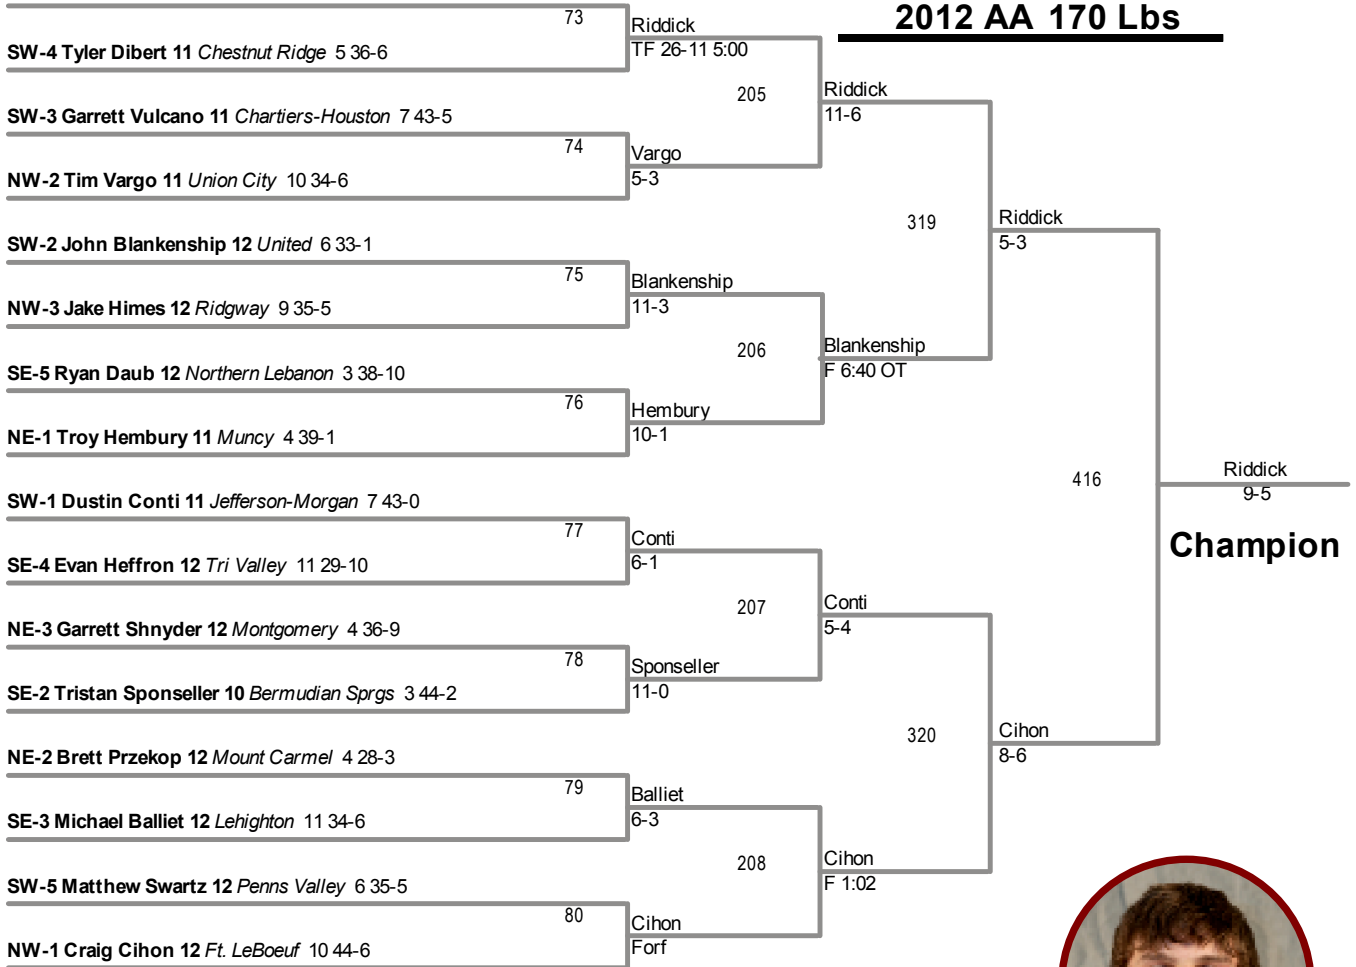 2012 AA 170 Lbs
73
Riddick
TF 26-11 5:00
SW-4 Tyler Dibert 11 Chestnut Ridge 5 36-6
205
Riddick
11-6
SW-3 Garrett Vulcano 11 Chartiers-Houston 7 43-5
74
Vargo
5-3
NW-2 Tim Vargo 11 Union City 10 34-6
319
Riddick
5-3
SW-2 John Blankenship 12 United 6 33-1
75
Blankenship
11-3
NW-3 Jake Himes 12 Ridgway 9 35-5
206
Blankenship
F 6:40 OT
SE-5 Ryan Daub 12 Northern Lebanon 3 38-10
76
Hembury
10-1
NE-1 Troy Hembury 11 Muncy 4 39-1
416
Riddick
9-5
Champion
SW-1 Dustin Conti 11 Jefferson-Morgan 7 43-0
77
Conti
6-1
SE-4 Evan Heffron 12 Tri Valley 11 29-10
207
Conti
5-4
NE-3 Garrett Shnyder 12 Montgomery 4 36-9
78
Sponseller
11-0
SE-2 Tristan Sponseller 10 Bermudian Sprgs 3 44-2
320
Cihon
8-6
NE-2 Brett Przekop 12 Mount Carmel 4 28-3
79
Balliet
6-3
SE-3 Michael Balliet 12 Lehighton 11 34-6
208
Cihon
F 1:02
SW-5 Matthew Swartz 12 Penns Valley 6 35-5
80
Cihon
Forf
NW-1 Craig Cihon 12 Ft. LeBoeuf 10 44-6